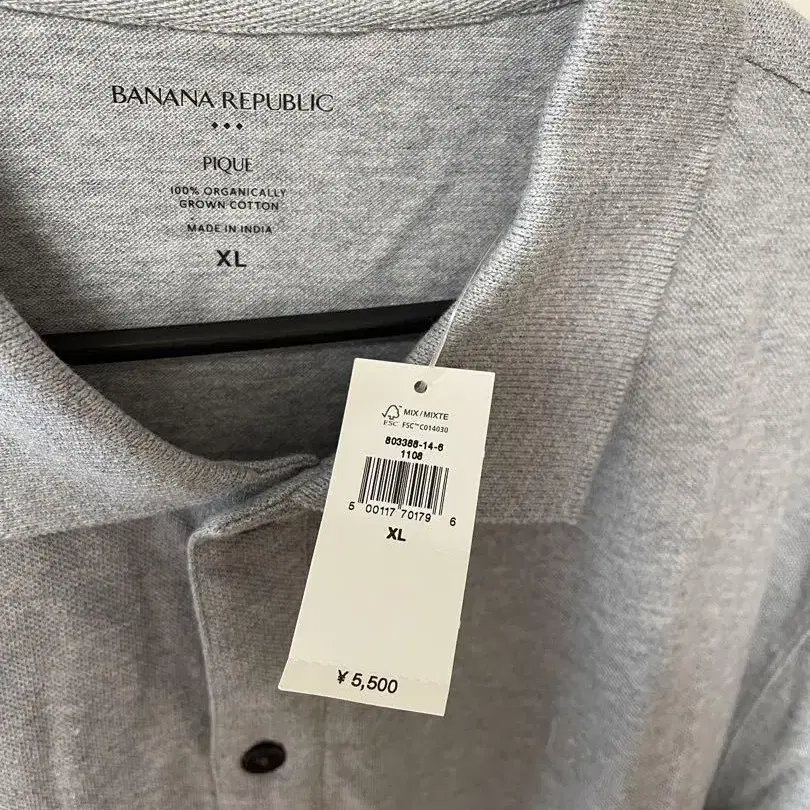 BANANA REPUBLIC
PIQUE
100% ORGANICALLY
GROWN COTTON
MADE IN INDIA
XL
FSC MIX / MIXTE
FSC™ C014030
803388-14-6
1108
5 00117 70179 6
XL
¥ 5,500